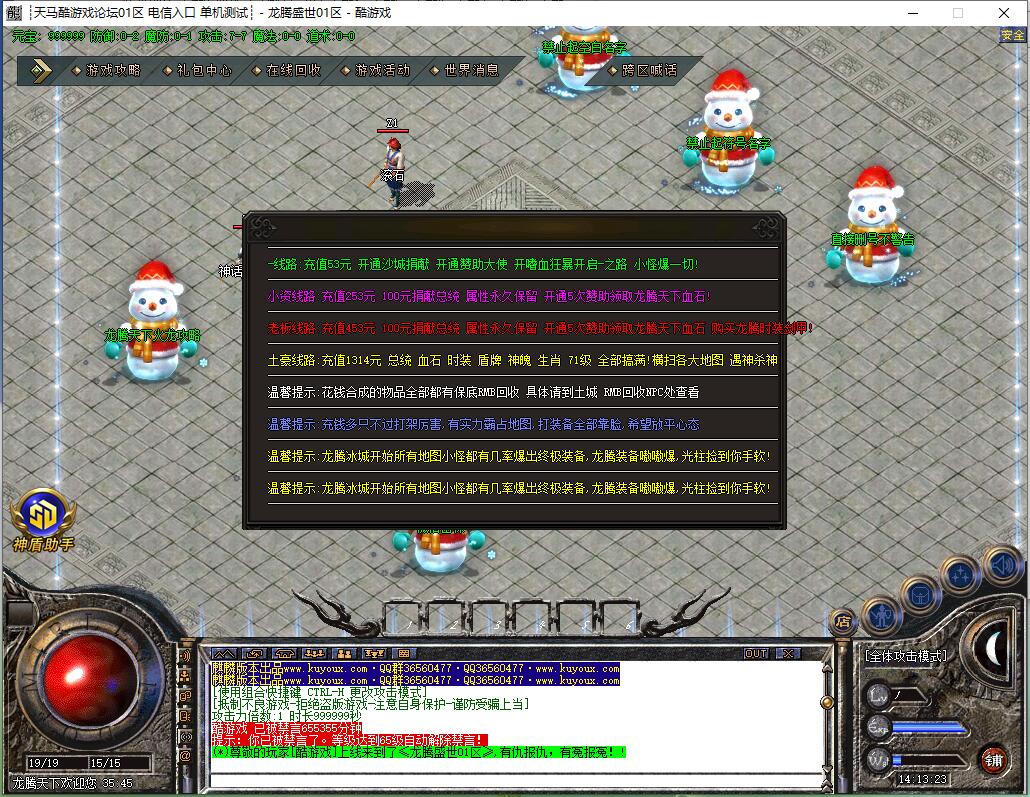 天马酷游戏论坛01区 电信入口 单机测试┊ - 龙腾盛世01区 - 酷游戏
元宝: 999999 防御:0-2 魔防:0-1 攻击:7-7 魔法:0-0 道术:0-0
安全
禁止起空白名字
游戏攻略 礼包中心 在线回收 游戏活动 世界消息 跨区喊话
Z1
禁止起符号名字
滚石
直接删号不警告
神话
龙腾天下火龙攻略
-线路:充值53元 开通沙城捐献 开通赞助大使 开嗜血狂暴开启-之路 小怪爆一切!
小资线路:充值253元 100元捐献总统 属性永久保留 开通5次赞助领取龙腾天下血石!
老板线路:充值453元 100元捐献总统 属性永久保留 开通5次赞助领取龙腾天下血石 购买龙腾时装剑甲!
土豪线路:充值1314元 总统 血石 时装 盾牌 神魄 生肖 71级 全部搞满!横扫各大地图 遇神杀神
温馨提示:花钱合成的物品全部都有保底RMB回收 具体请到土城 RMB回收NPC处查看
温馨提示:充钱多只不过打架厉害,有实力霸占地图,打装备全部靠脸,希望放平心态
温馨提示:龙腾冰城开始所有地图小怪都有几率爆出终极装备,龙腾装备嗷嗷爆,光柱捡到你手软!
温馨提示:龙腾冰城开始所有地图小怪都有几率爆出终极装备,龙腾装备嗷嗷爆,光柱捡到你手软!
神盾助手
1 2 3 4 5 6
店
OUT
麒麟版本出品www.kuyoux.com·QQ群36560477·QQ36560477·www.kuyoux.com
麒麟版本出品www.kuyoux.com·QQ群36560477·QQ36560477·www.kuyoux.com
[使用组合快捷键 CTRL-H 更改攻击模式]
[抵制不良游戏-拒绝盗版游戏-注意自身保护-谨防受骗上当]
攻击力倍数:1 时长999999秒
酷游戏 已被禁言655355分钟
提示: 你已被禁言了。等级达到65级自动解除禁言!
(*)尊敬的玩家[酷游戏]上线来到了≮龙腾盛世01区≯,有仇报仇，有冤报冤！！
[全体攻击模式]
Lv 7
Exp
Wgt
铺
19/19 15/15
龙腾天下欢迎您 35:45
14:13:23